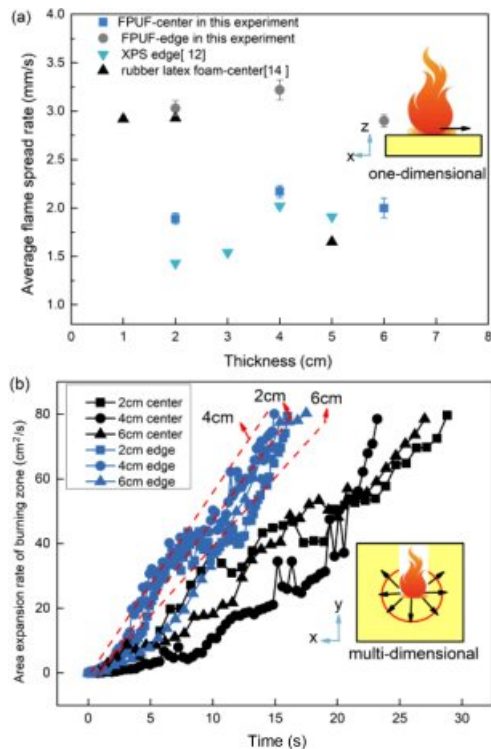 (a)
FPUF-center in this experiment
FPUF-edge in this experiment
XPS edge[ 12]
rubber latex foam-center[14 ]
Average flame spread rate (mm/s)
4.0
3.5
3.0
2.5
2.0
1.5
1.0
z
x
one-dimensional
0 1 2 3 4 5 6 7 8
Thickness (cm)
(b)
2cm center
4cm center
6cm center
2cm edge
4cm edge
6cm edge
4cm
2cm
6cm
Area expansion rate of burning zone (cm²/s)
80
60
40
20
0
y
x
multi-dimensional
0 5 10 15 20 25 30
Time (s)